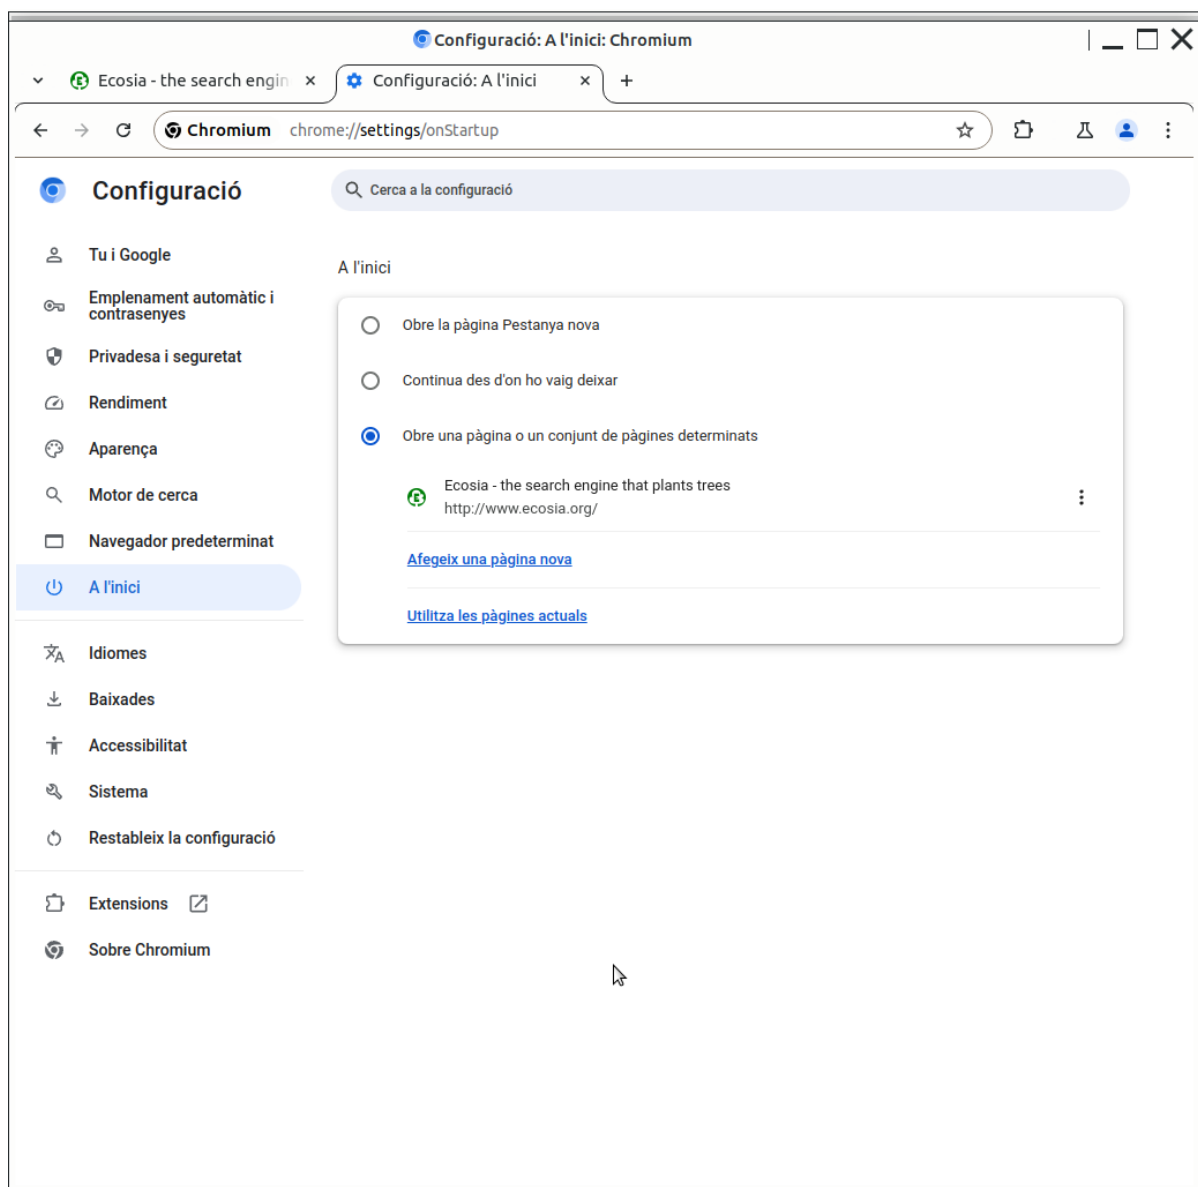 Configuració: A l'inici: Chromium
Ecosia - the search engin
Configuració: A l'inici
Chromium chrome://settings/onStartup
Configuració
Cerca a la configuració
Tu i Google
Emplenament automàtic i
contrasenyes
Privadesa i seguretat
Rendiment
Aparença
Motor de cerca
Navegador predeterminat
A l'inici
Idiomes
Baixades
Accessibilitat
Sistema
Restableix la configuració
Extensions
Sobre Chromium
A l'inici
Obre la pàgina Pestanya nova
Continua des d'on ho vaig deixar
Obre una pàgina o un conjunt de pàgines determinats
Ecosia - the search engine that plants trees
http://www.ecosia.org/
Afegeix una pàgina nova
Utilitza les pàgines actuals